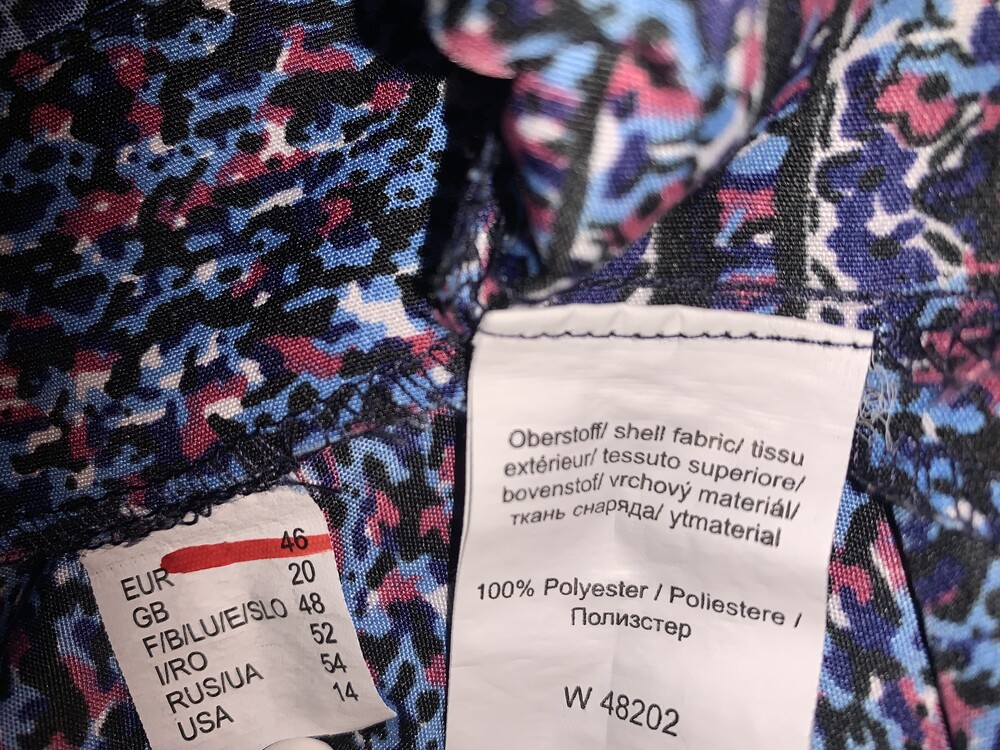 EUR 46
GB 20
F/B/LU/E/SLO 48
I/RO 52
RUS/UA 54
USA 14
Oberstoff/ shell fabric/ tissu
extérieur/ tessuto superiore/
bovenstof/ vrchový materiál/
ткань снаряда/ ytmaterial
100% Polyester / Poliestere /
Полизстер
W 48202